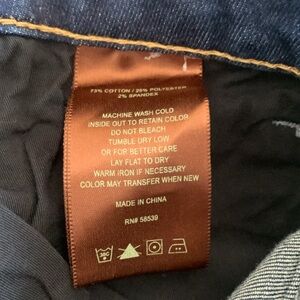 73% COTTON / 25% POLYESTER
2% SPANDEX
MACHINE WASH COLD
INSIDE OUT TO RETAIN COLOR
DO NOT BLEACH
TUMBLE DRY LOW
OR FOR BETTER CARE
LAY FLAT TO DRY
WARM IRON IF NECESSARY
COLOR MAY TRANSFER WHEN NEW
MADE IN CHINA
RN# 58539